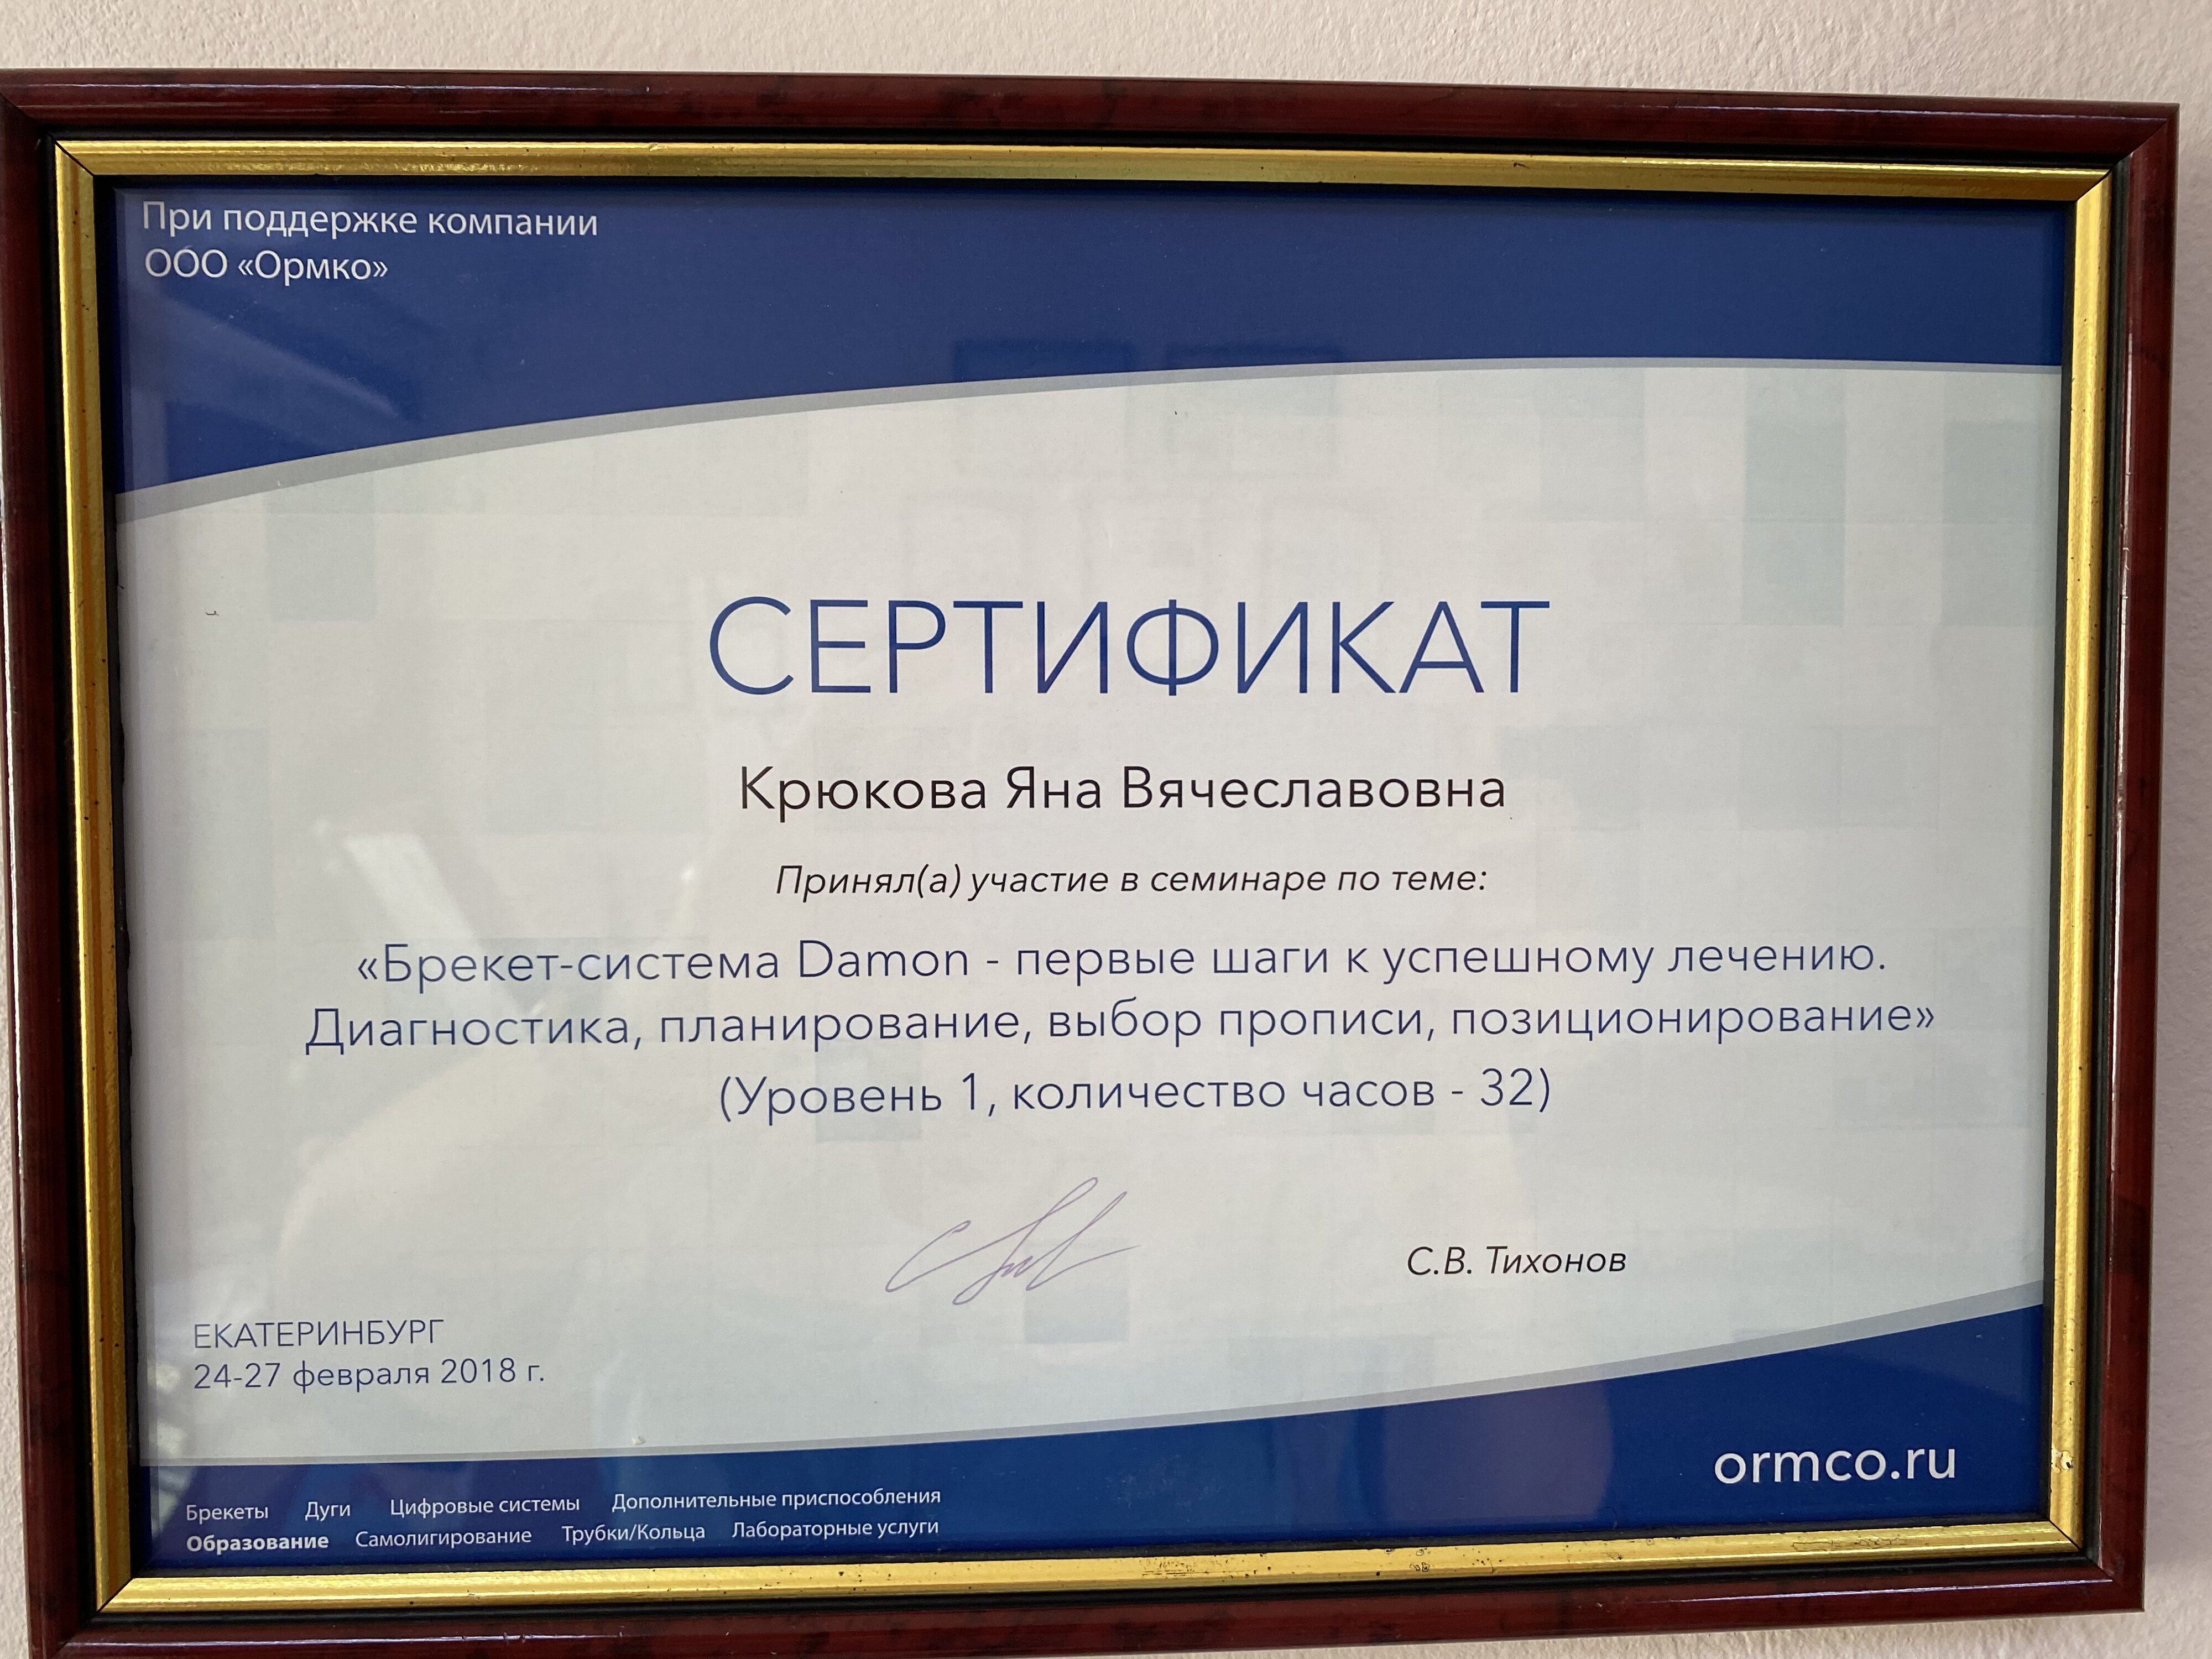 При поддержке компании
ООО «Ормко»
СЕРТИФИКАТ
Крюкова Яна Вячеславовна
Принял(а) участие в семинаре по теме:
«Брекет-система Damon - первые шаги к успешному лечению.
Диагностика, планирование, выбор прописи, позиционирование»
(Уровень 1, количество часов - 32)
С.В. Тихонов
ЕКАТЕРИНБУРГ
24-27 февраля 2018 г.
ormco.ru
Брекеты Дуги Цифровые системы Дополнительные приспособления
Образование Самолигирование Трубки/Кольца Лабораторные услуги